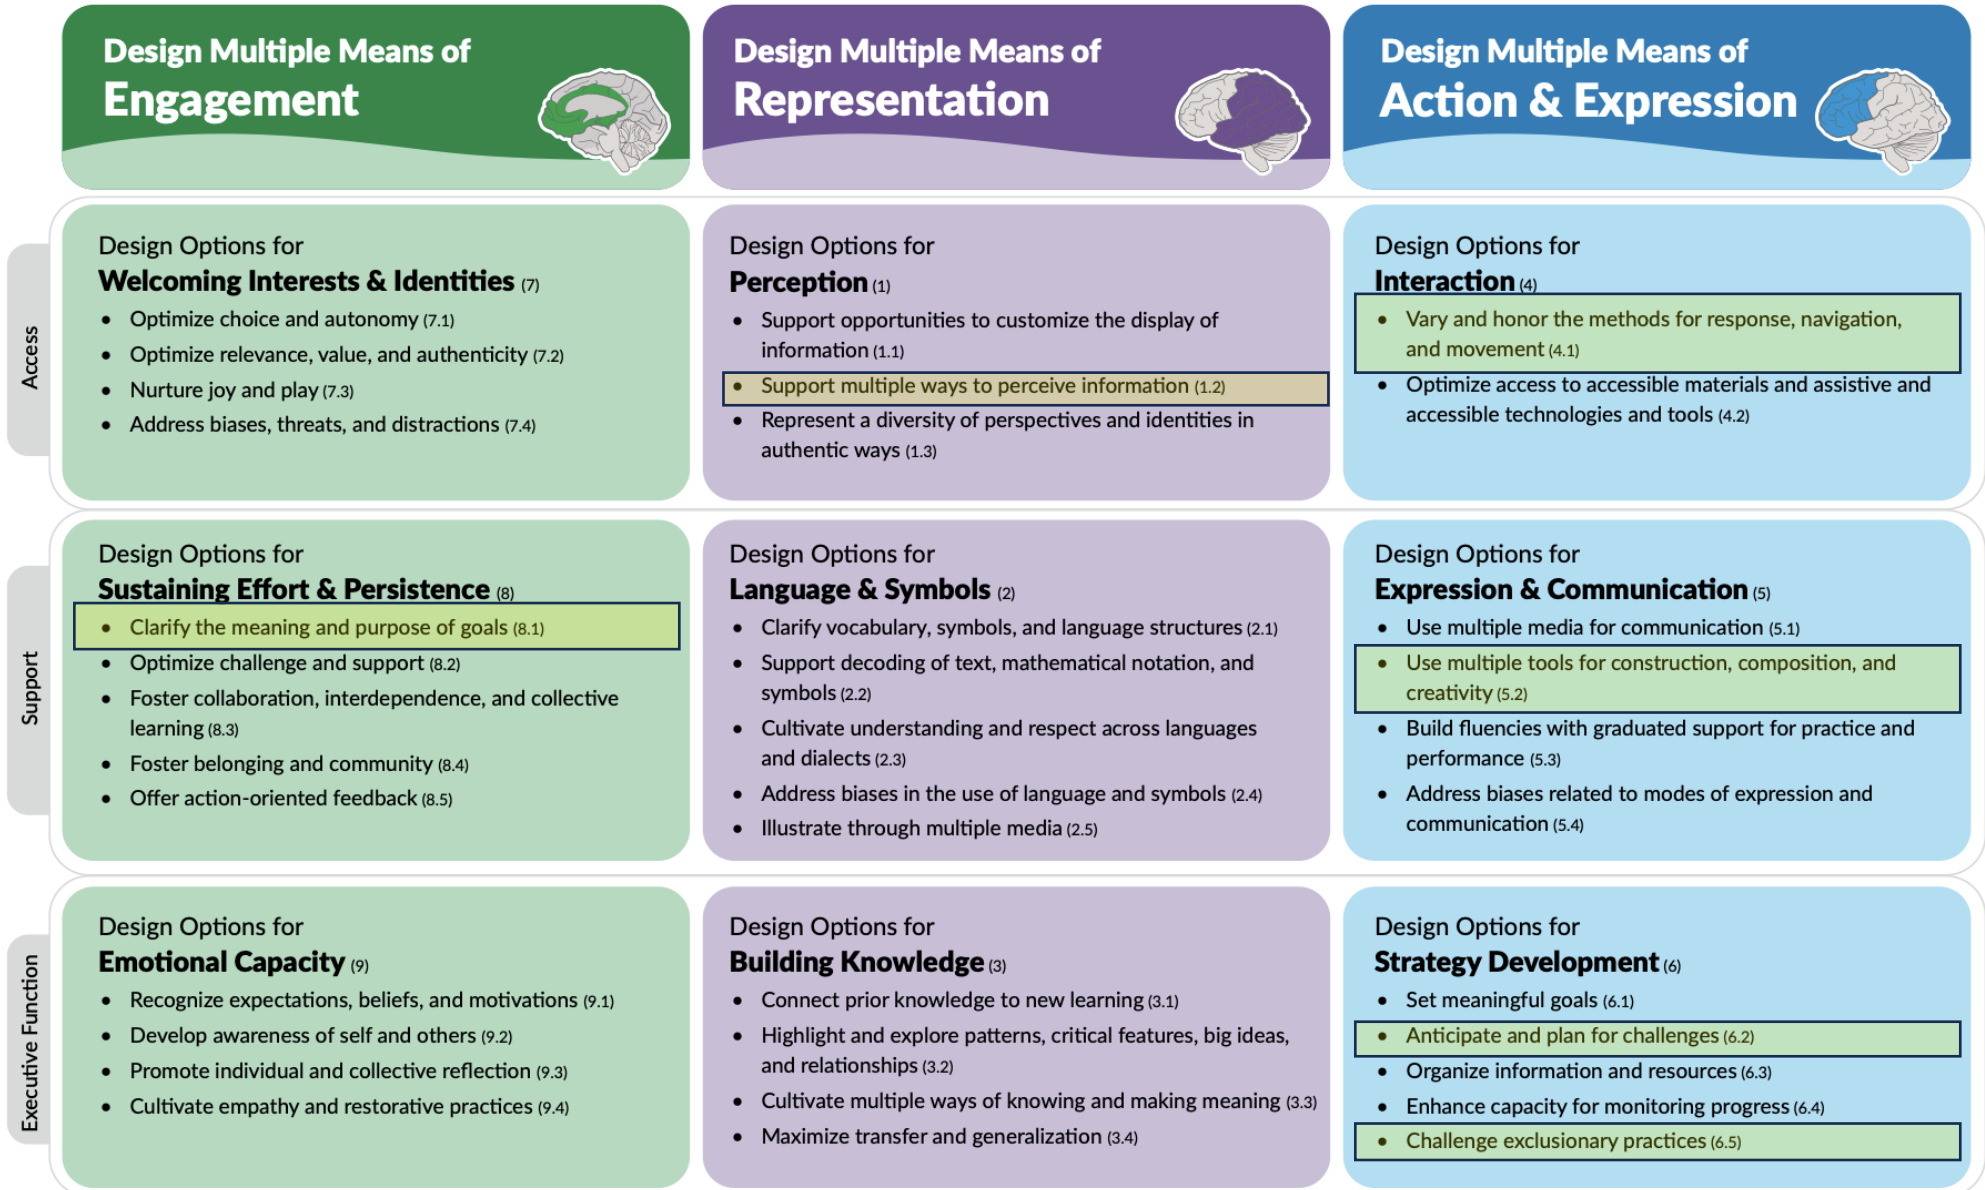 Design Multiple Means of
Engagement
Design Multiple Means of
Representation
Design Multiple Means of
Action & Expression
Access
Design Options for
Welcoming Interests & Identities (7)
• Optimize choice and autonomy (7.1)
• Optimize relevance, value, and authenticity (7.2)
• Nurture joy and play (7.3)
• Address biases, threats, and distractions (7.4)
Design Options for
Perception (1)
• Support opportunities to customize the display of
information (1.1)
• Support multiple ways to perceive information (1.2)
• Represent a diversity of perspectives and identities in
authentic ways (1.3)
Design Options for
Interaction (4)
• Vary and honor the methods for response, navigation,
and movement (4.1)
• Optimize access to accessible materials and assistive and
accessible technologies and tools (4.2)
Support
Design Options for
Sustaining Effort & Persistence (8)
• Clarify the meaning and purpose of goals (8.1)
• Optimize challenge and support (8.2)
• Foster collaboration, interdependence, and collective
learning (8.3)
• Foster belonging and community (8.4)
• Offer action-oriented feedback (8.5)
Design Options for
Language & Symbols (2)
• Clarify vocabulary, symbols, and language structures (2.1)
• Support decoding of text, mathematical notation, and
symbols (2.2)
• Cultivate understanding and respect across languages
and dialects (2.3)
• Address biases in the use of language and symbols (2.4)
• Illustrate through multiple media (2.5)
Design Options for
Expression & Communication (5)
• Use multiple media for communication (5.1)
• Use multiple tools for construction, composition, and
creativity (5.2)
• Build fluencies with graduated support for practice and
performance (5.3)
• Address biases related to modes of expression and
communication (5.4)
Executive Function
Design Options for
Emotional Capacity (9)
• Recognize expectations, beliefs, and motivations (9.1)
• Develop awareness of self and others (9.2)
• Promote individual and collective reflection (9.3)
• Cultivate empathy and restorative practices (9.4)
Design Options for
Building Knowledge (3)
• Connect prior knowledge to new learning (3.1)
• Highlight and explore patterns, critical features, big ideas,
and relationships (3.2)
• Cultivate multiple ways of knowing and making meaning (3.3)
• Maximize transfer and generalization (3.4)
Design Options for
Strategy Development (6)
• Set meaningful goals (6.1)
• Anticipate and plan for challenges (6.2)
• Organize information and resources (6.3)
• Enhance capacity for monitoring progress (6.4)
• Challenge exclusionary practices (6.5)